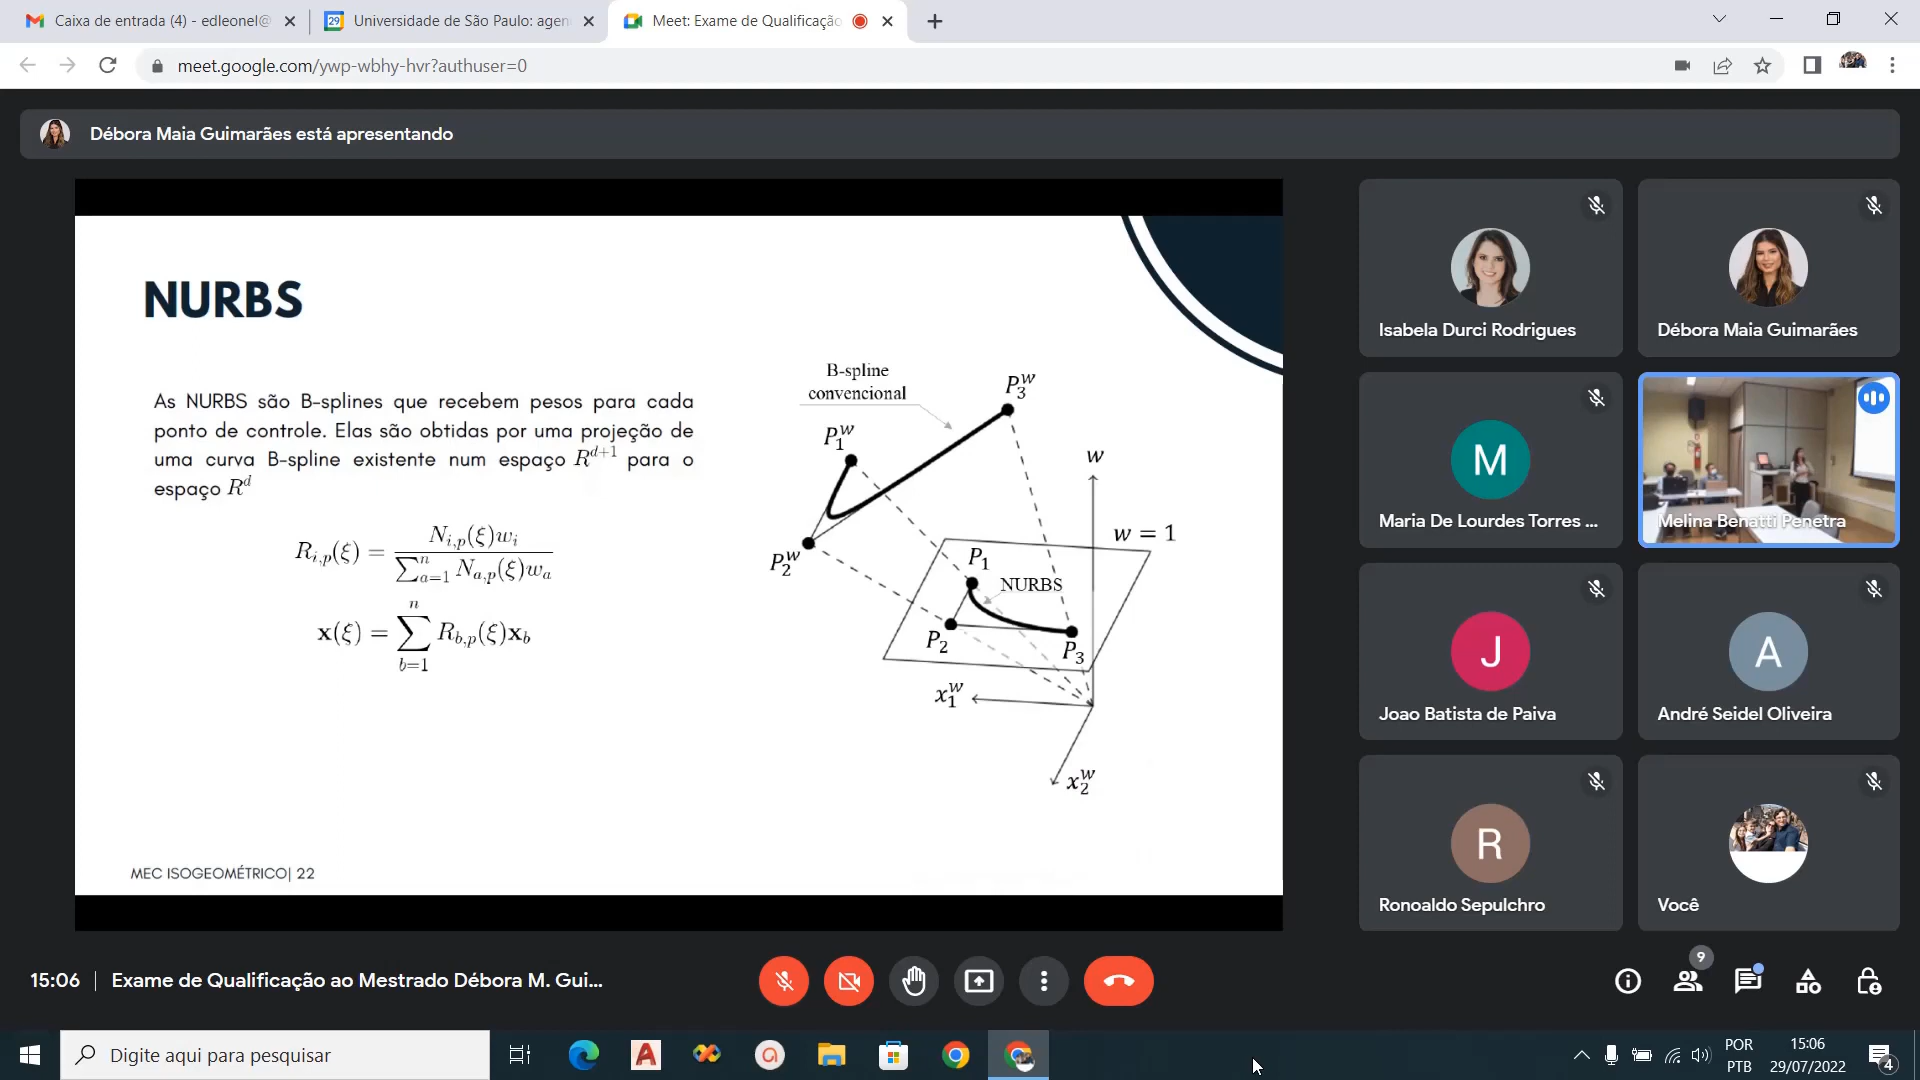 Caixa de entrada (4) - edleonel@
Universidade de São Paulo: agen
Meet: Exame de Qualificação
meet.google.com/ywp-wbhy-hvr?authuser=0
Débora Maia Guimarães está apresentando
NURBS
As NURBS são B-splines que recebem pesos para cada
ponto de controle. Elas são obtidas por uma projeção de
uma curva B-spline existente num espaço R^{d+1} para o
espaço R^d
R_{i,p}(ξ) = \frac{N_{i,p}(ξ)w_i}{∑_{a=1}^{n} N_{a,p}(ξ)w_a}
x(ξ) = ∑_{b=1}^{n} R_{b,p}(ξ)x_b
B-spline
convencional
P_3^w
P_1^w
w
w = 1
P_2^w
P_1
NURBS
P_2
P_3
x_1^w
x_2^w
MEC ISOGEOMÉTRICO| 22
Isabela Durci Rodrigues
Débora Maia Guimarães
M
Maria De Lourdes Torres ...
Melina Benatti Penetra
J
Joao Batista de Paiva
A
André Seidel Oliveira
R
Ronoaldo Sepulchro
Você
15:06
Exame de Qualificação ao Mestrado Débora M. Gui...
9
Digite aqui para pesquisar
POR
PTB
15:06
29/07/2022
4